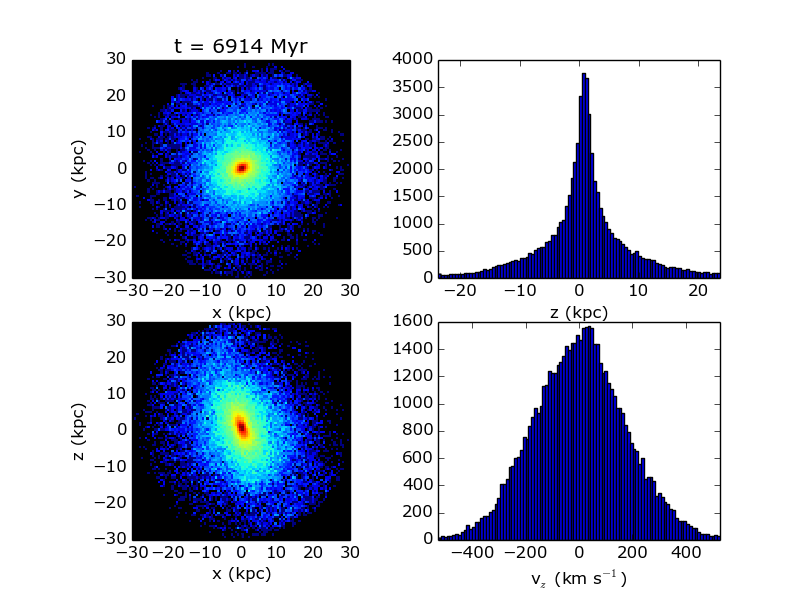 t = 6914 Myr
30
20
10
0
−10
−20
−30
y (kpc)
−30 −20 −10 0 10 20 30
x (kpc)
4000
3500
3000
2500
2000
1500
1000
500
0
−20 −10 0 10 20
z (kpc)
30
20
10
0
−10
−20
−30
z (kpc)
−30 −20 −10 0 10 20 30
x (kpc)
1600
1400
1200
1000
800
600
400
200
0
−400 −200 0 200 400
v_z (km s⁻¹)